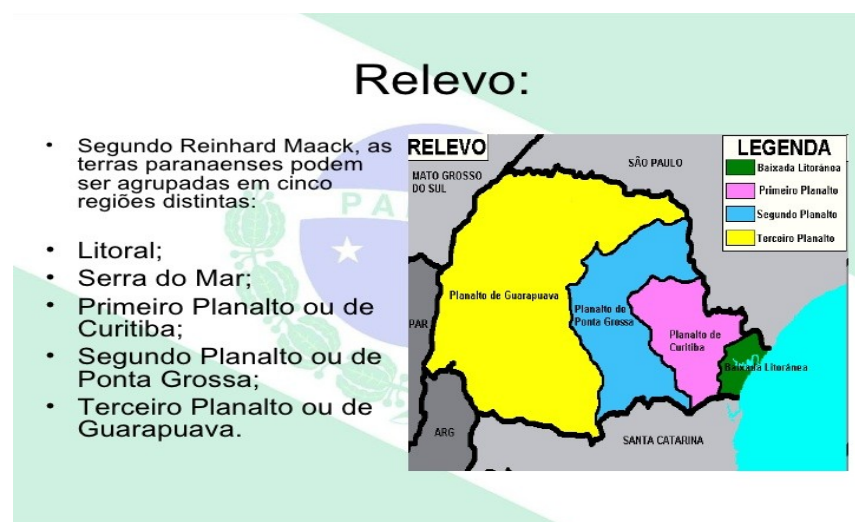 Relevo:
• Segundo Reinhard Maack, as
terras paranaenses podem
ser agrupadas em cinco
regiões distintas:
• Litoral;
• Serra do Mar;
• Primeiro Planalto ou de
Curitiba;
• Segundo Planalto ou de
Ponta Grossa;
• Terceiro Planalto ou de
Guarapuava.
RELEVO
MATO GROSSO
DO SUL
SÃO PAULO
LEGENDA
Baixada Litorânea
Primeiro Planalto
Segundo Planalto
Terceiro Planalto
Planalto de Guarapuava
Planalto de
Ponta Grossa
Planalto de
Curitiba
Baixada Litorânea
PAR
ARG
SANTA CATARINA